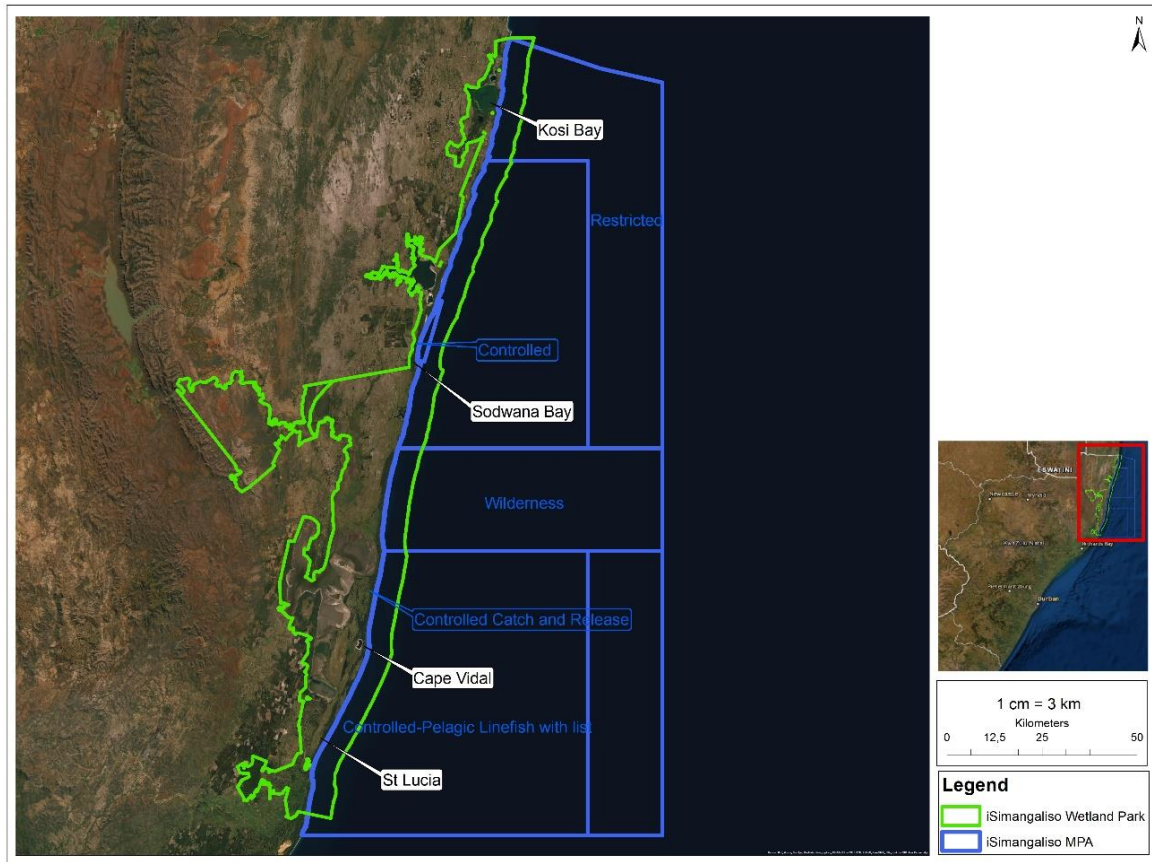 N
Kosi Bay
Restricted
Controlled
Sodwana Bay
Wilderness
Controlled Catch and Release
Cape Vidal
Controlled-Pelagic Linefish with list
St Lucia
ESWATINI
Newcastle
Durban
1 cm = 3 km
Kilometers
0 12,5 25 50
Legend
iSimangaliso Wetland Park
iSimangaliso MPA